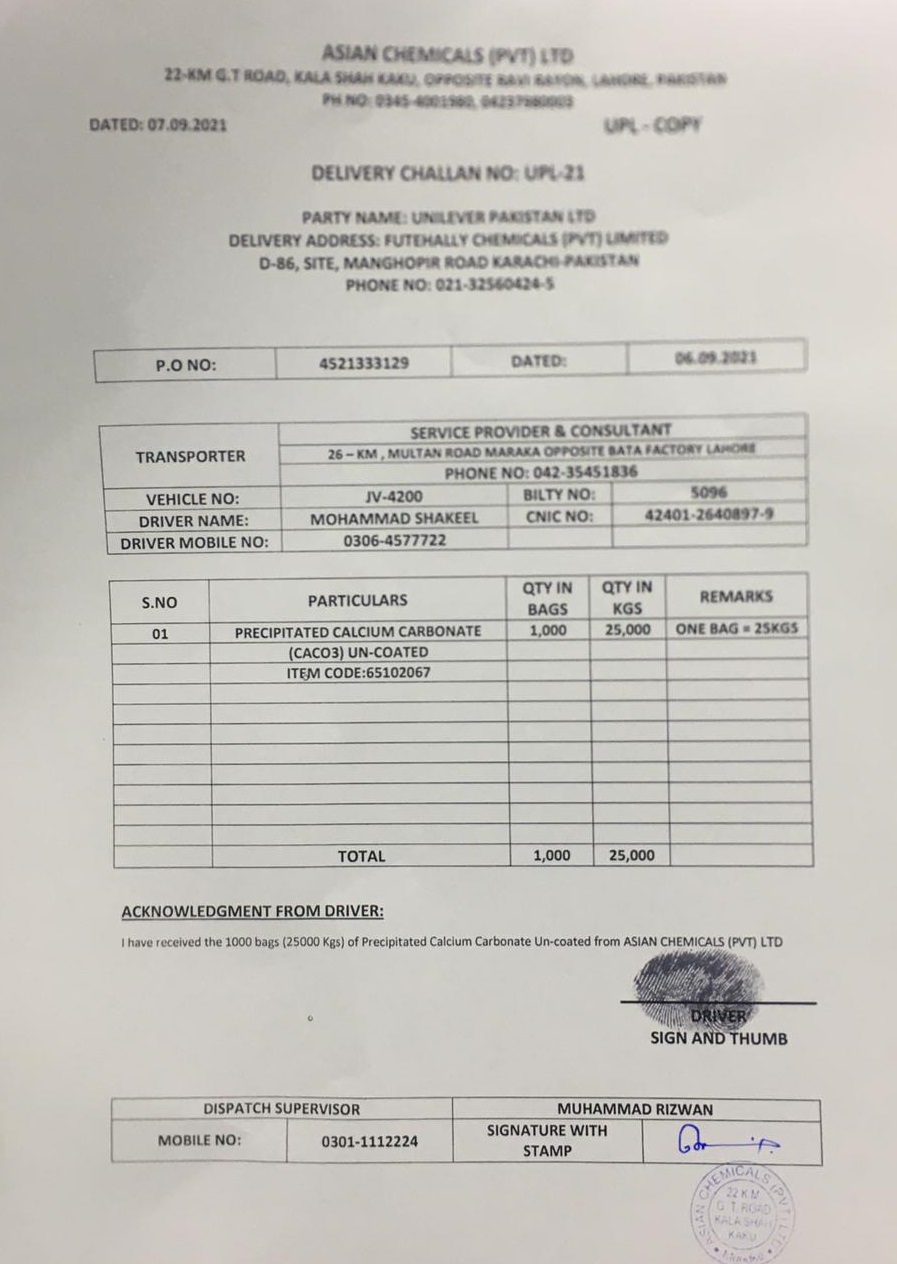 ASIAN CHEMICALS (PVT) LTD
22-KM G.T ROAD, KALA SHAH KAKU, OPPOSITE RAVI RAYON, LAHORE, PAKISTAN
PH NO:
DATED: 07.09.2021 UPL - COPY
DELIVERY CHALLAN NO: UPL-21
PARTY NAME: UNILEVER PAKISTAN LTD
DELIVERY ADDRESS: FUTEHALLY CHEMICALS (PVT) LIMITED
D-86, SITE, MANGHOPIR ROAD KARACHI-PAKISTAN
PHONE NO: 021-32560424-5
P.O NO: 4521333129 DATED: 06.09.2021
TRANSPORTER
SERVICE PROVIDER & CONSULTANT
26 – KM , MULTAN ROAD MARAKA OPPOSITE BATA FACTORY LAHORE
PHONE NO: 042-35451836
VEHICLE NO: JV-4200 BILTY NO: 5096
DRIVER NAME: MOHAMMAD SHAKEEL CNIC NO: 42401-2640897-9
DRIVER MOBILE NO: 0306-4577722
S.NO PARTICULARS QTY IN BAGS QTY IN KGS REMARKS
01 PRECIPITATED CALCIUM CARBONATE 1,000 25,000 ONE BAG = 25KGS
(CACO3) UN-COATED
ITEM CODE:65102067
TOTAL 1,000 25,000
ACKNOWLEDGMENT FROM DRIVER:
I have received the 1000 bags (25000 Kgs) of Precipitated Calcium Carbonate Un-coated from ASIAN CHEMICALS (PVT) LTD
DRIVER
SIGN AND THUMB
DISPATCH SUPERVISOR MUHAMMAD RIZWAN
MOBILE NO: 0301-1112224 SIGNATURE WITH STAMP
ASIAN CHEMICALS (PVT) LTD
22 K.M
G. T. ROAD
KALA SHAH
KAKU